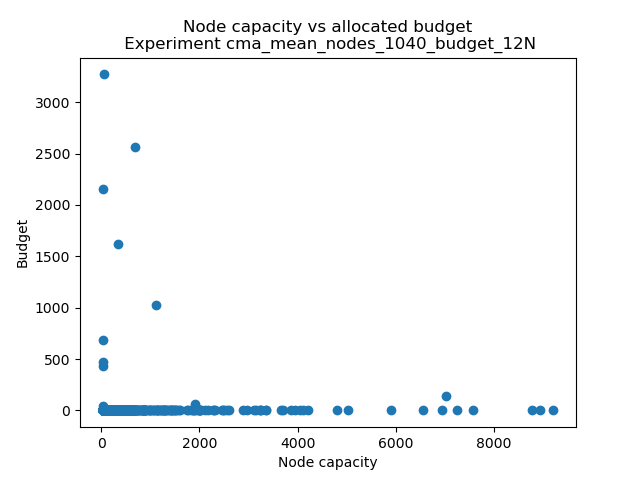 Node capacity vs allocated budget
Experiment cma_mean_nodes_1040_budget_12N
3000
2500
2000
1500
1000
500
0
Budget
0 2000 4000 6000 8000
Node capacity